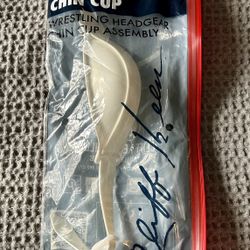 CHIN CUP
WRESTLING HEADGEAR
CHIN CUP ASSEMBLY
Cliff Keen